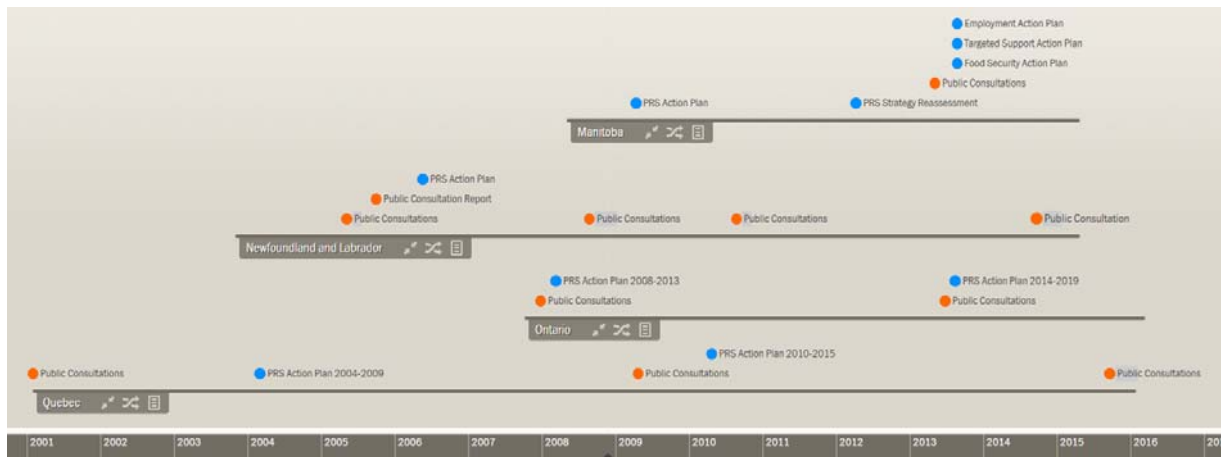 Employment Action Plan
Targeted Support Action Plan
Food Security Action Plan
Public Consultations
PRS Action Plan PRS Strategy Reassessment
Manitoba
PRS Action Plan
Public Consultation Report
Public Consultations Public Consultations Public Consultations Public Consultation
Newfoundland and Labrador
PRS Action Plan 2008-2013 PRS Action Plan 2014-2019
Public Consultations Public Consultations
Ontario
PRS Action Plan 2010-2015
Public Consultations PRS Action Plan 2004-2009 Public Consultations Public Consultations
Quebec
2001 2002 2003 2004 2005 2006 2007 2008 2009 2010 2011 2012 2013 2014 2015 2016